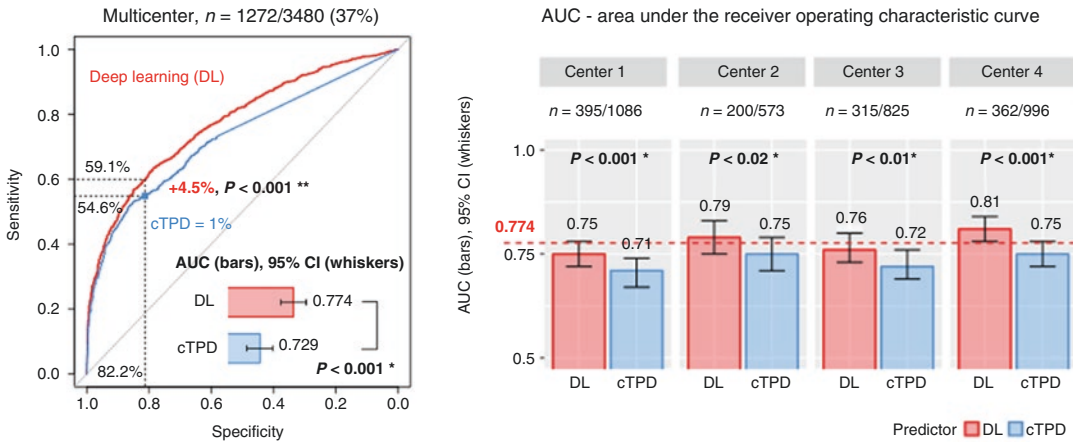 Multicenter, n = 1272/3480 (37%)
1.0
0.8
0.6
0.4
0.2
0.0
Sensitivity
Deep learning (DL)
59.1%
54.6%
+4.5%, P < 0.001 **
cTPD = 1%
AUC (bars), 95% CI (whiskers)
DL
0.774
cTPD
0.729
P < 0.001 *
82.2%
1.0
0.8
0.6
0.4
0.2
0.0
Specificity
AUC - area under the receiver operating characteristic curve
Center 1
Center 2
Center 3
Center 4
n = 395/1086
n = 200/573
n = 315/825
n = 362/996
AUC (bars), 95% CI (whiskers)
1.0
0.774
0.75
0.5
P < 0.001 *
P < 0.02 *
P < 0.01*
P < 0.001*
0.75
0.71
0.79
0.75
0.76
0.72
0.81
0.75
DL
cTPD
DL
cTPD
DL
cTPD
DL
cTPD
Predictor DL cTPD